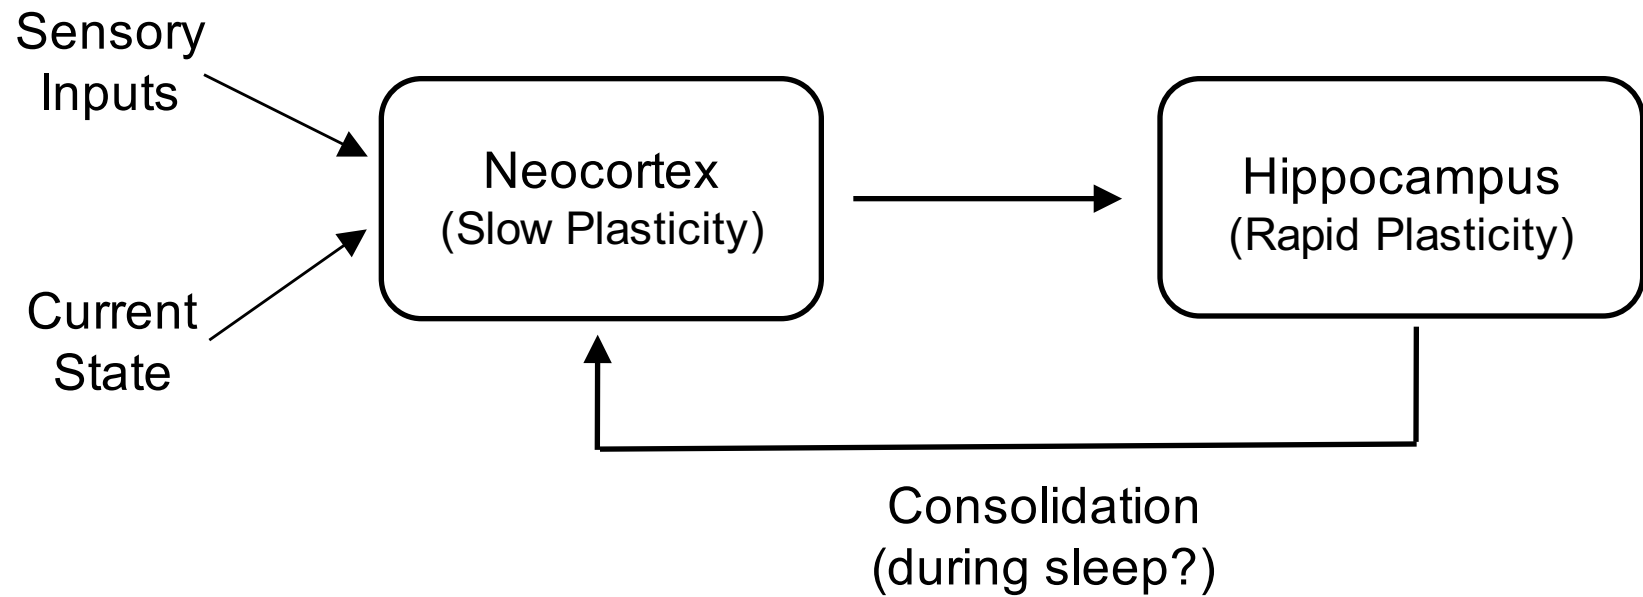 Sensory
Inputs
Neocortex
(Slow Plasticity)
Hippocampus
(Rapid Plasticity)
Current
State
Consolidation
(during sleep?)